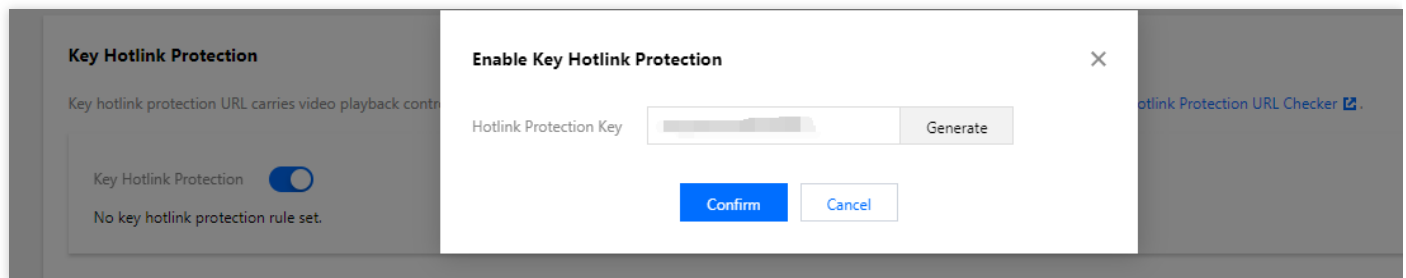 Key Hotlink Protection
Key hotlink protection URL carries video playback contr
otlink Protection URL Checker .
Key Hotlink Protection
No key hotlink protection rule set.
Enable Key Hotlink Protection
Hotlink Protection Key
Generate
Confirm
Cancel